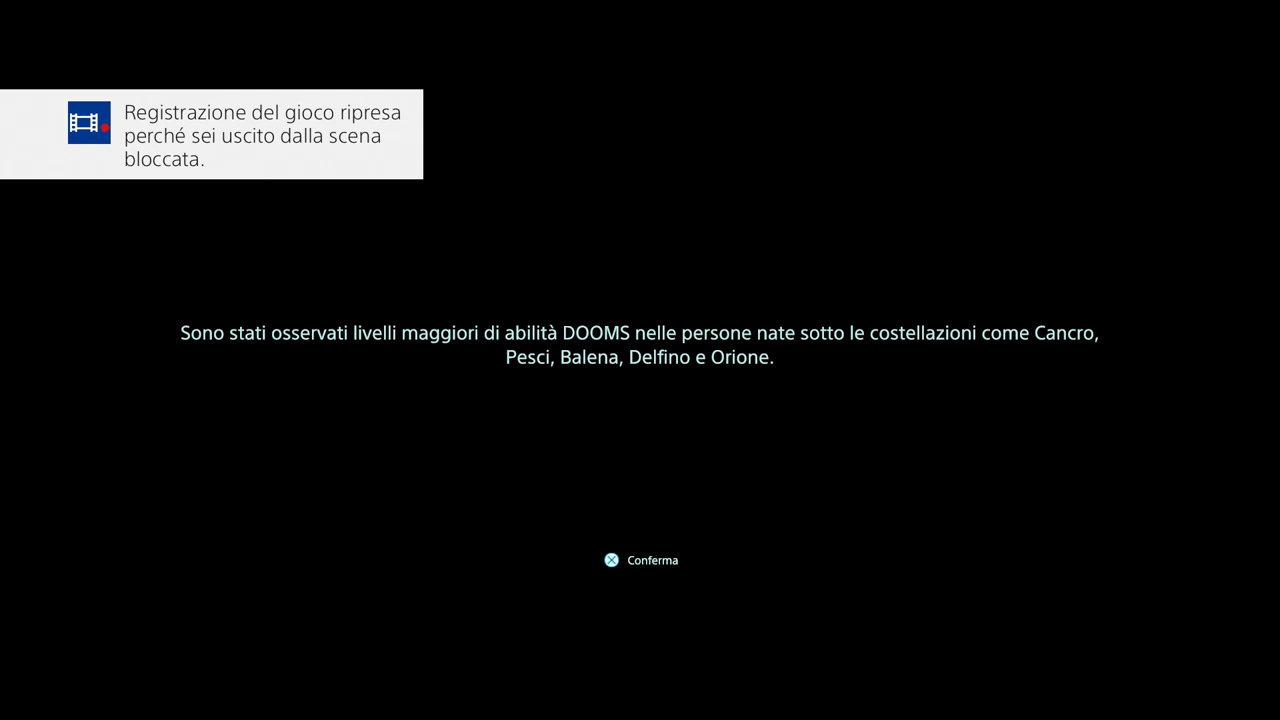 Registrazione del gioco ripresa
perché sei uscito dalla scena
bloccata.
Sono stati osservati livelli maggiori di abilità DOOMS nelle persone nate sotto le costellazioni come Cancro,
Pesci, Balena, Delfino e Orione.
Conferma